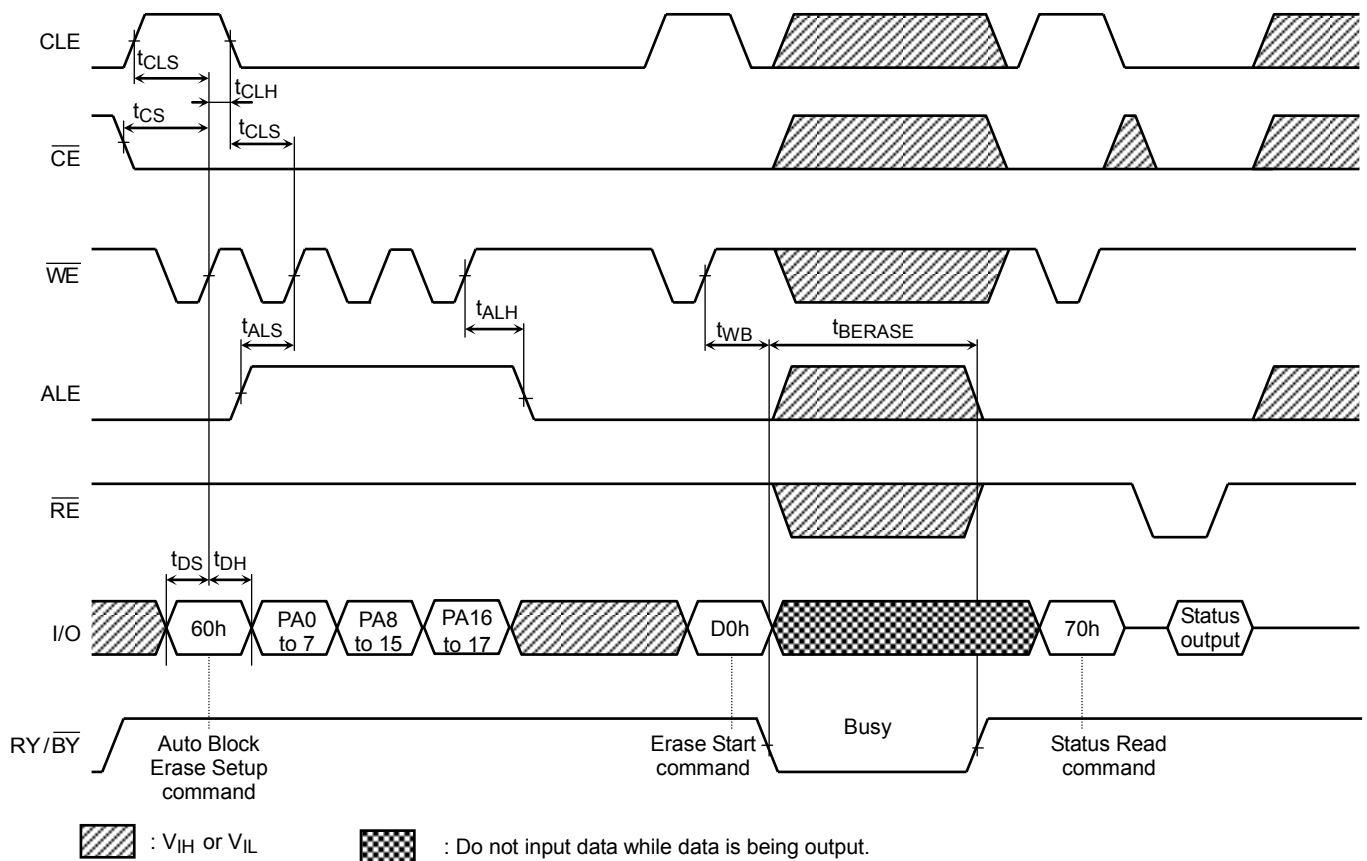 CLE
tCLS
tCLH
tCS
tCLS
CE
WE
tALS
tALH
tWB
tBERASE
ALE
RE
tDS
tDH
I/O
60h
PA0
to 7
PA8
to 15
PA16
to 17
D0h
70h
Status
output
RY/BY
Busy
Auto Block
Erase Setup
command
Erase Start
command
Status Read
command
: VIH or VIL
: Do not input data while data is being output.